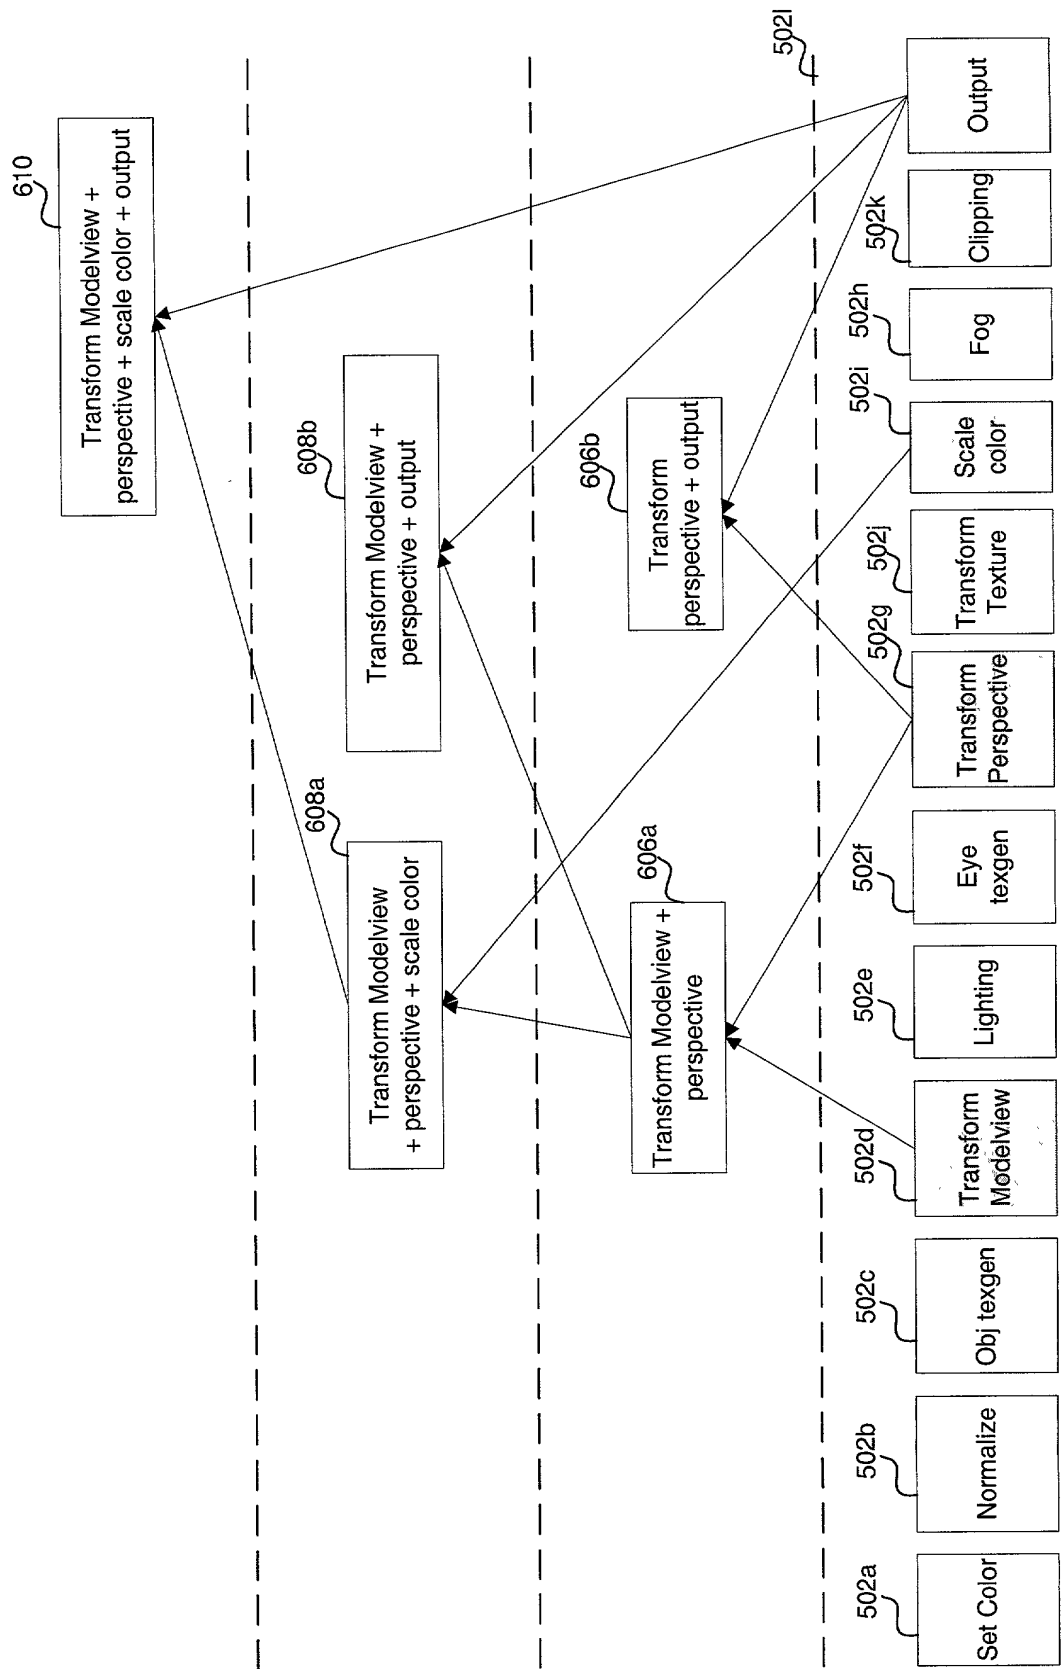 610
Transform Modelview +
perspective + scale color + output
608a
Transform Modelview
+ perspective + scale color
608b
Transform Modelview +
perspective + output
606a
Transform Modelview +
perspective
606b
Transform
perspective + output
502a
Set Color
502b
Normalize
502c
Obj texgen
502d
Transform
Modelview
502e
Lighting
502f
Eye
texgen
502g
Transform
Perspective
502j
Transform
Texture
502i
Scale
color
502h
Fog
502k
Clipping
502l
Output